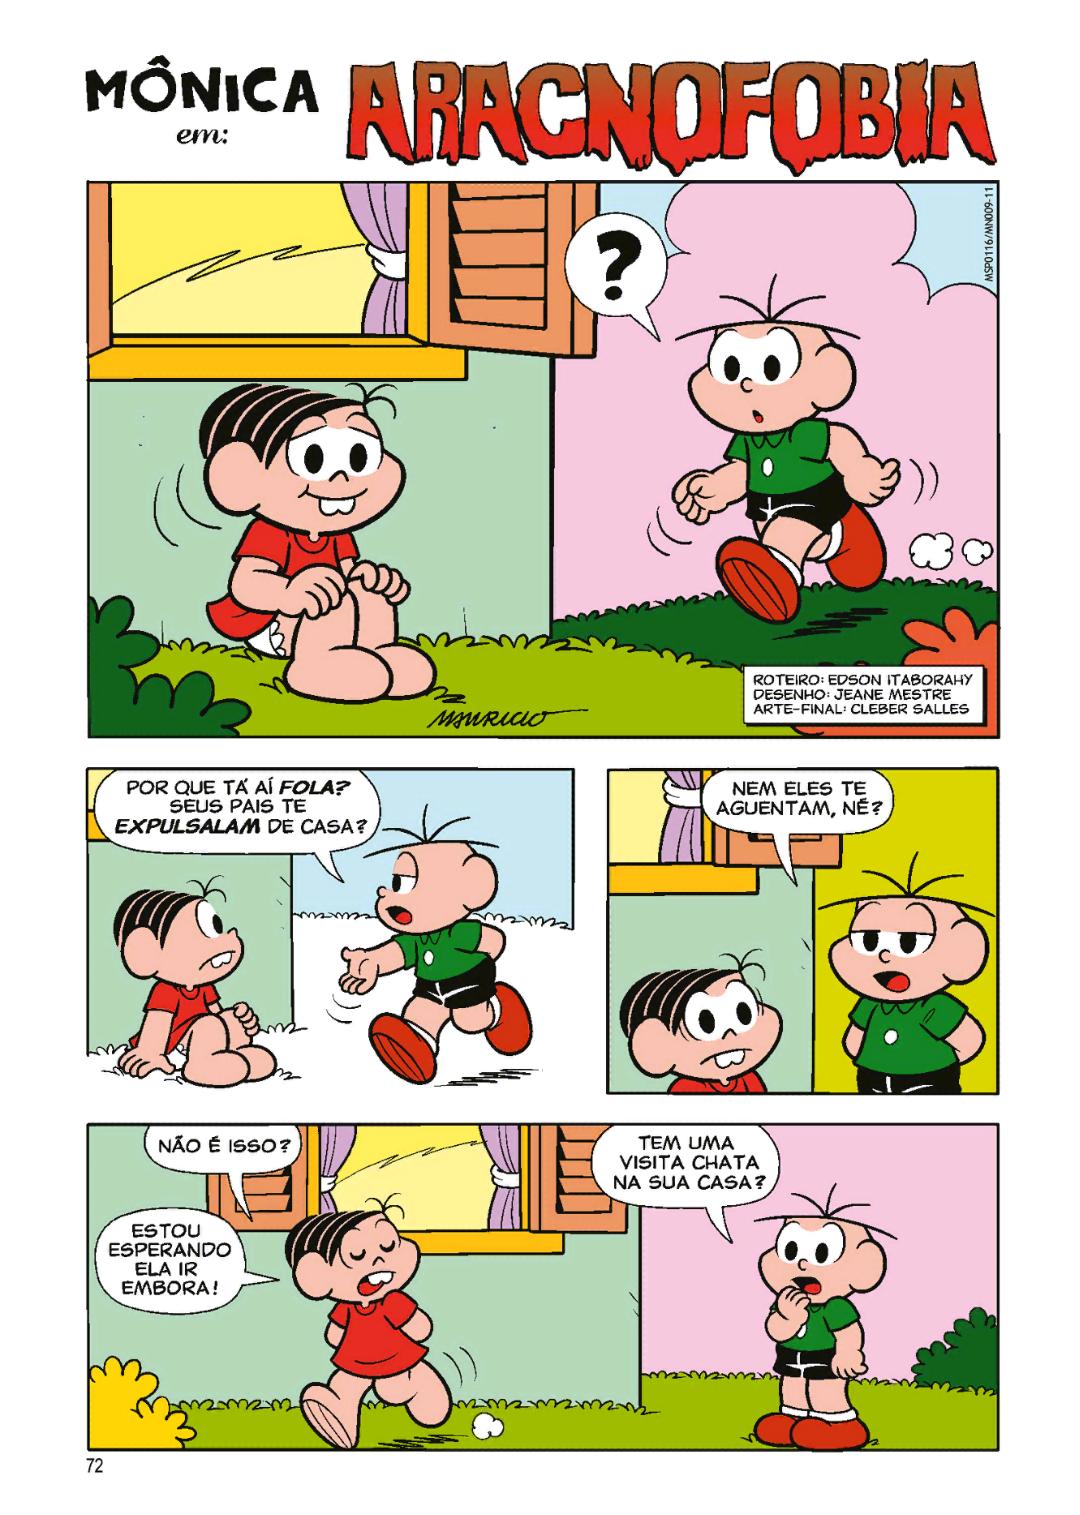 MÔNICA
em:
ARACNOFOBIA
?
MSP0116/MN009-11
ROTEIRO: EDSON ITABORAHY
DESENHO: JEANE MESTRE
ARTE-FINAL: CLEBER SALLES
MAURICIO
POR QUE TÁ AÍ FOLA?
SEUS PAIS TE
EXPULSALAM DE CASA?
NEM ELES TE
AGUENTAM, NÉ?
NÃO É ISSO?
ESTOU
ESPERANDO
ELA IR
EMBORA!
TEM UMA
VISITA CHATA
NA SUA CASA?
72